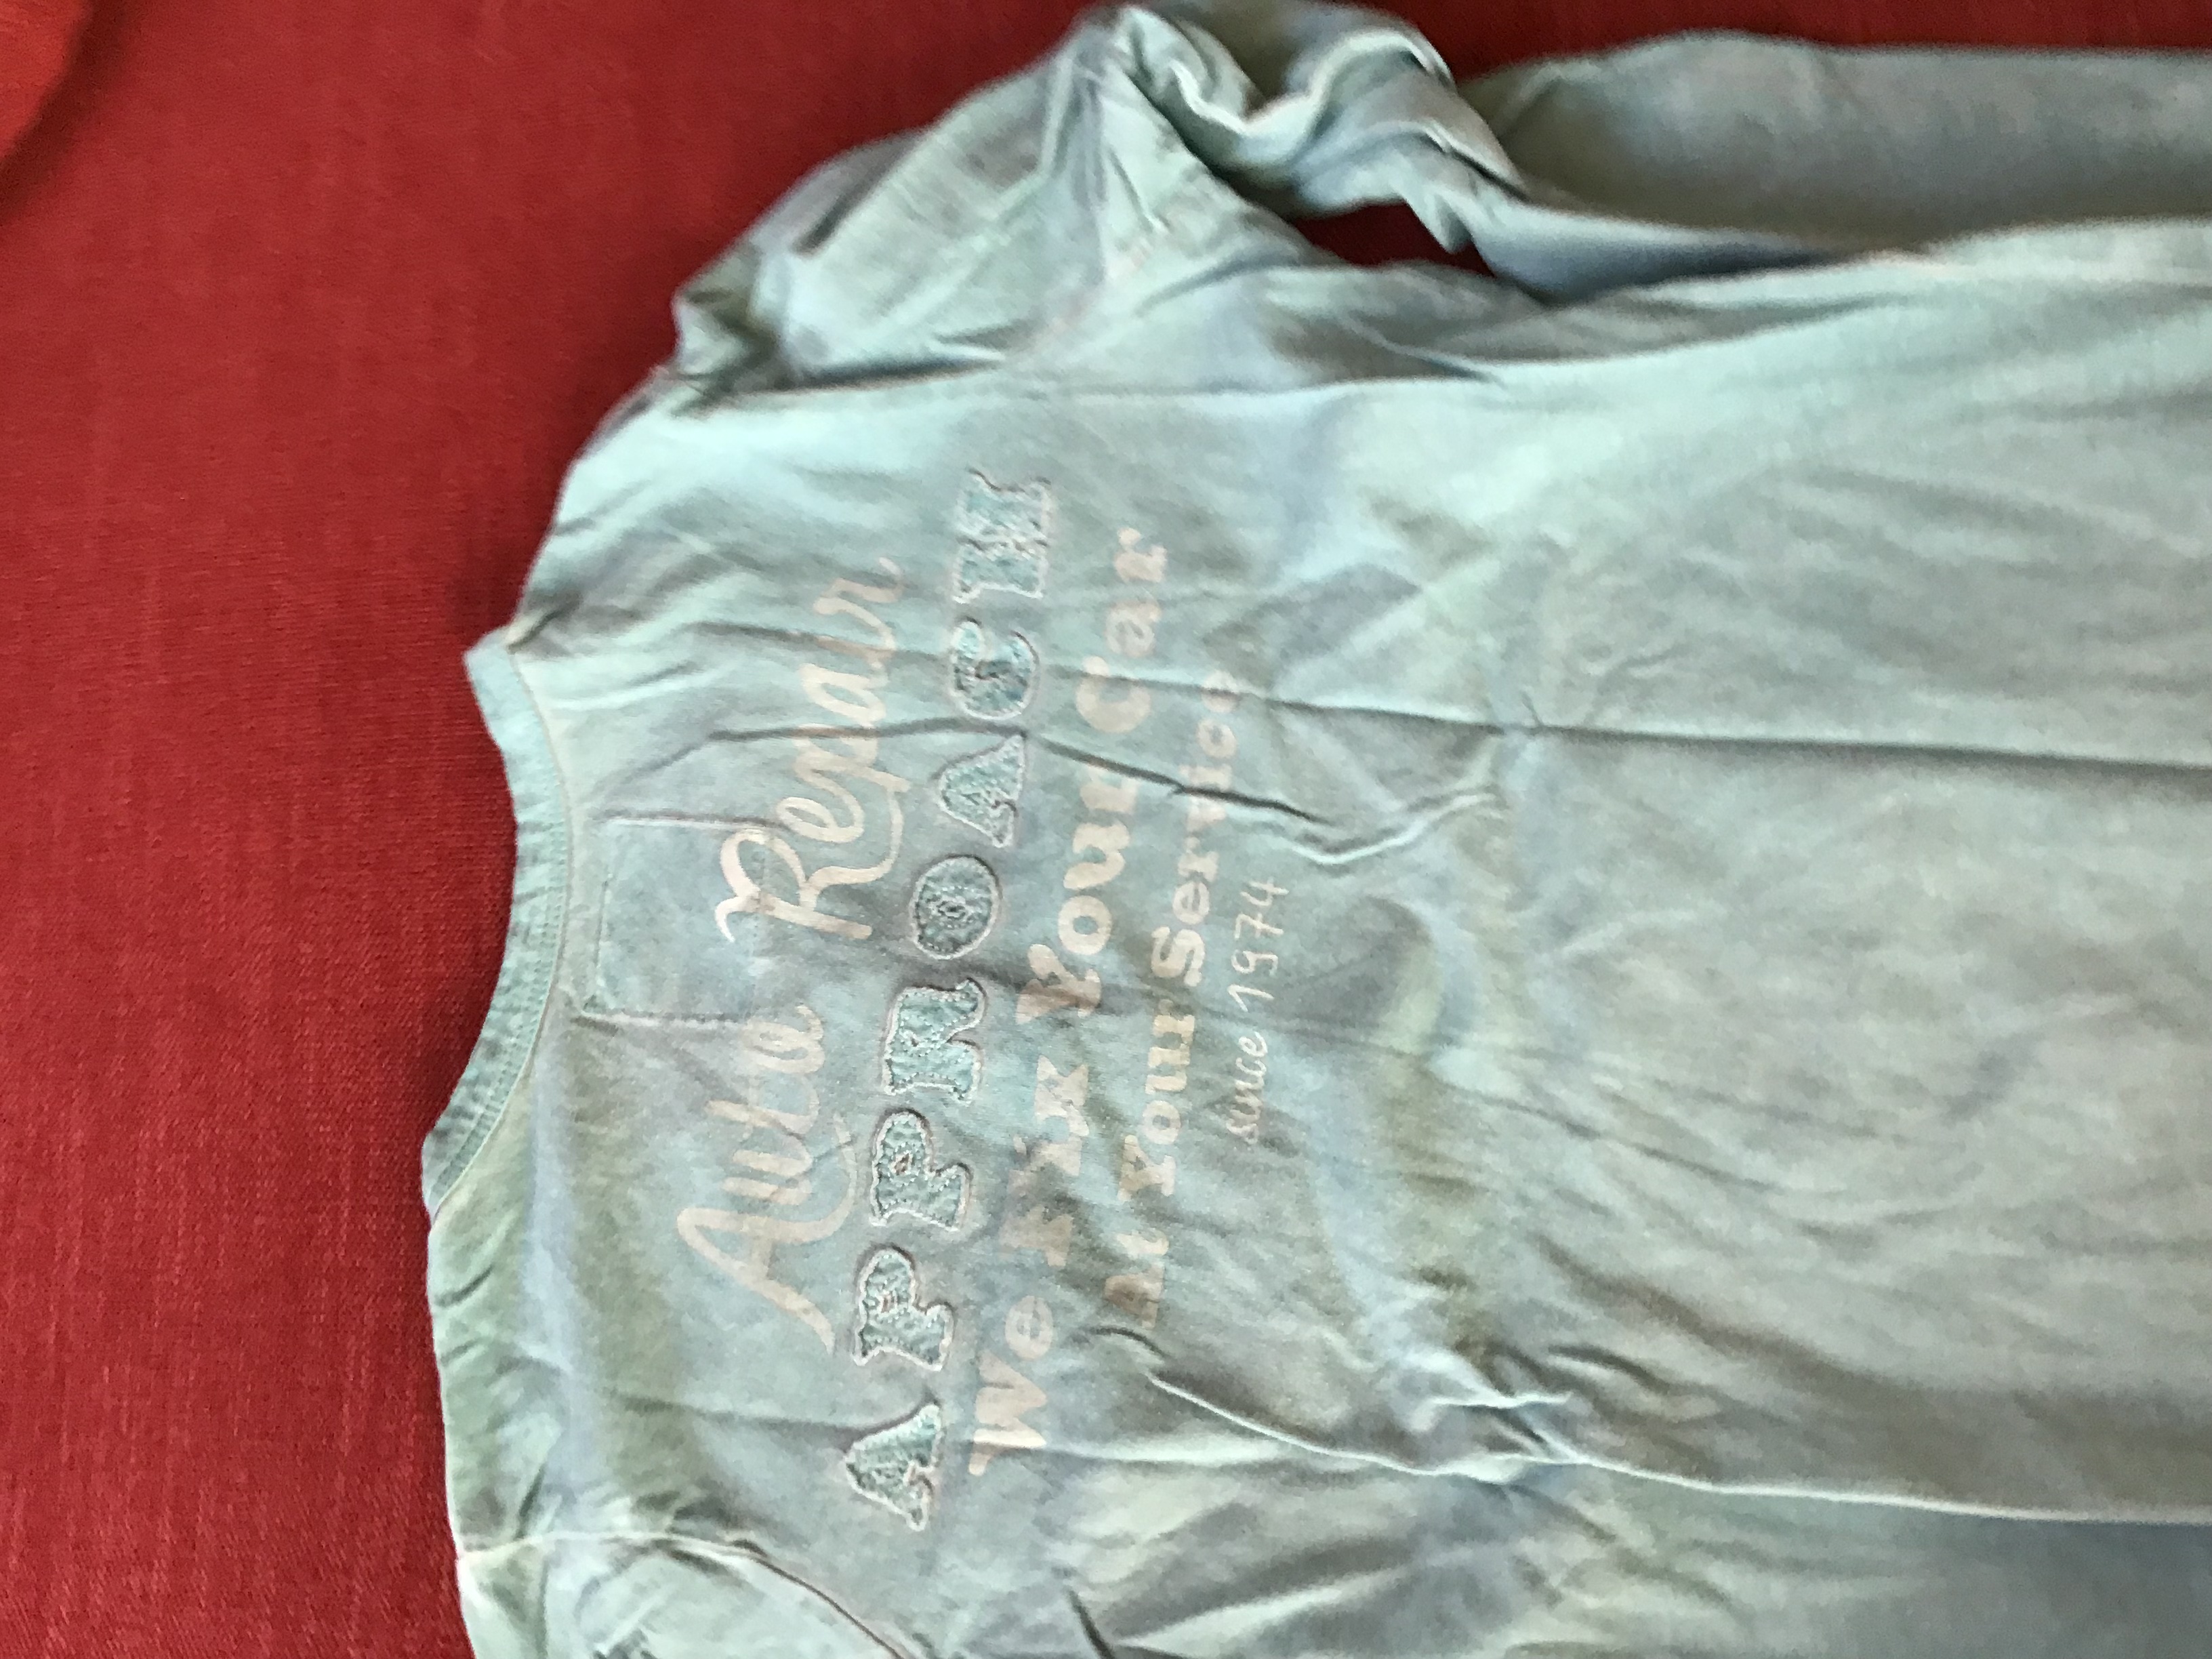 Auto Repair
APPROACH
We Fix Your Car
At Your Service
since 1974